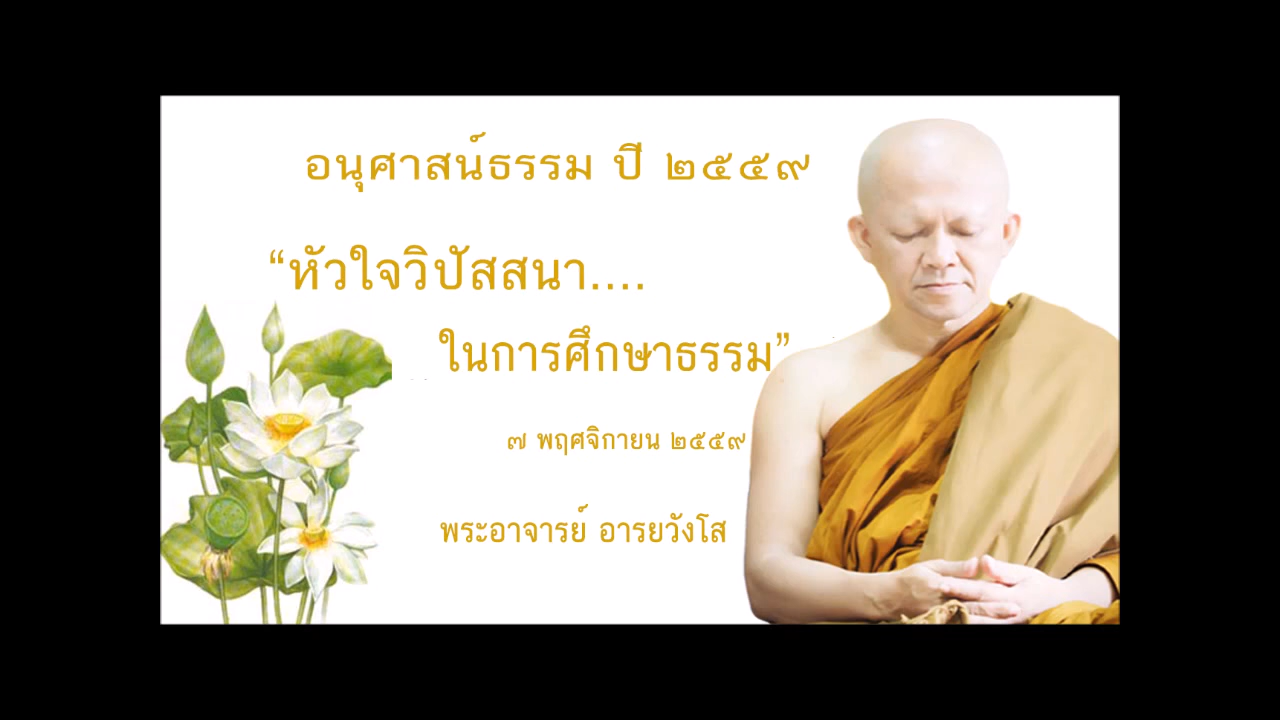 อนุศาสน์ธรรม ปี ๒๕๕๙
“หัวใจวิปัสสนา....
ในการศึกษาธรรม”
๗ พฤศจิกายน ๒๕๕๙
พระอาจารย์ อารยวังโส